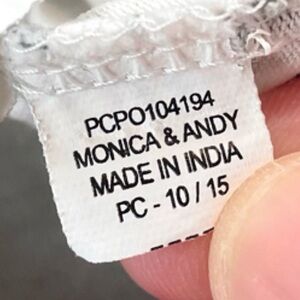 PCPO104194
MONICA & ANDY
MADE IN INDIA
PC - 10 / 15